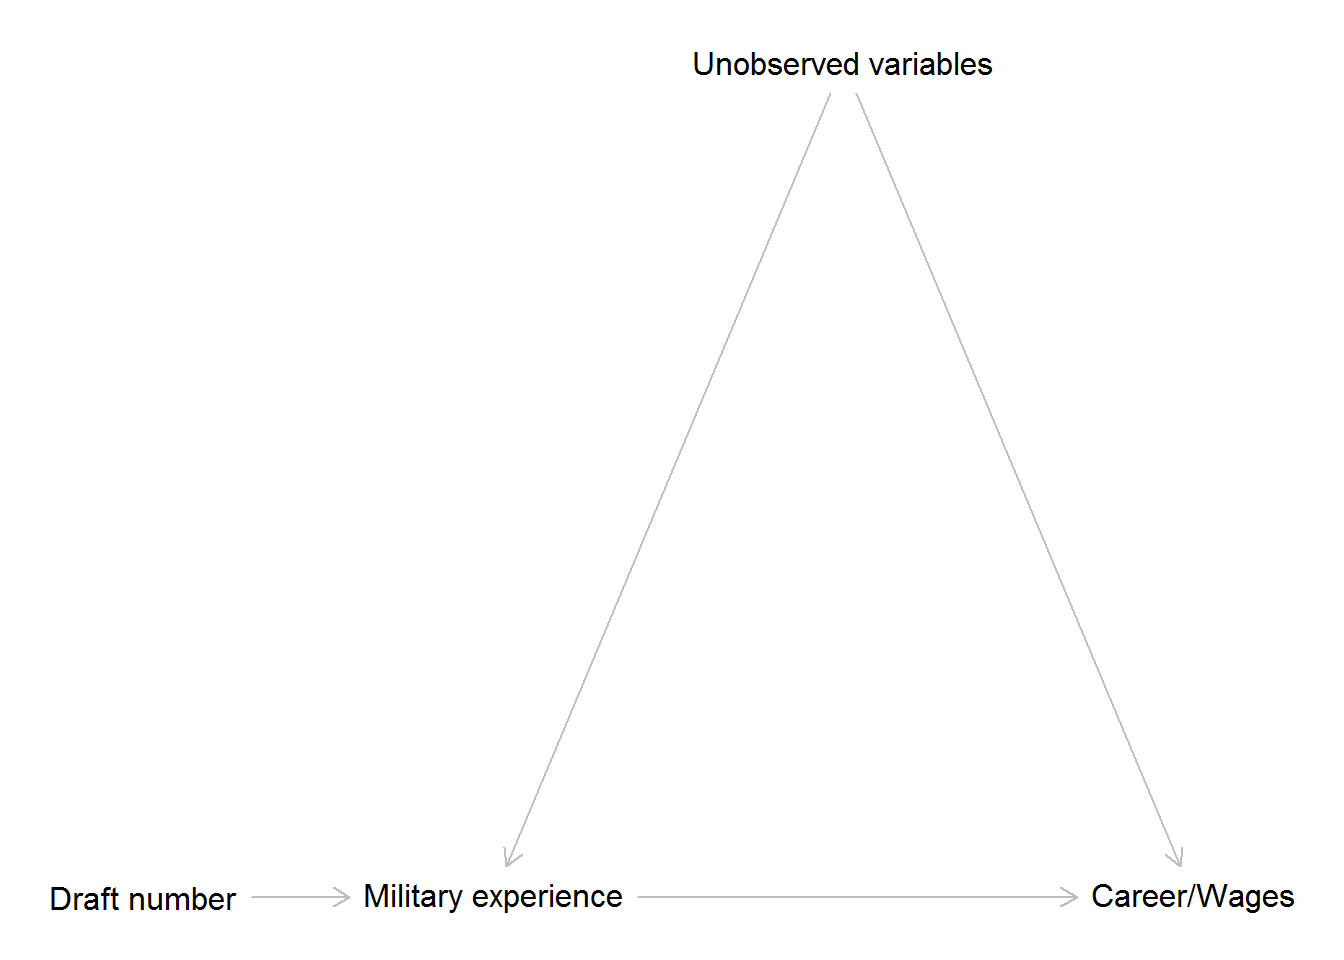 Unobserved variables
Draft number
Military experience
Career/Wages